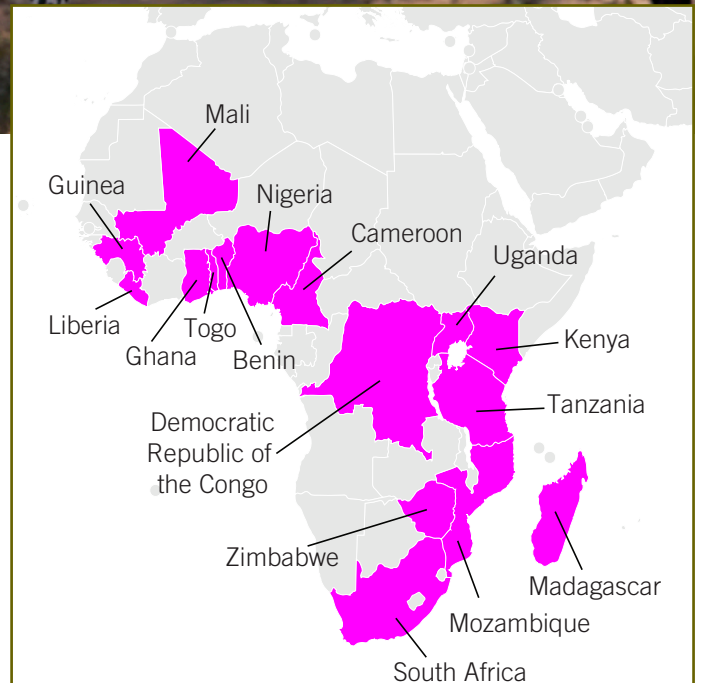 Mali
Guinea
Nigeria
Cameroon
Uganda
Liberia
Togo
Kenya
Ghana
Benin
Tanzania
Democratic
Republic of
the Congo
Zimbabwe
Madagascar
Mozambique
South Africa